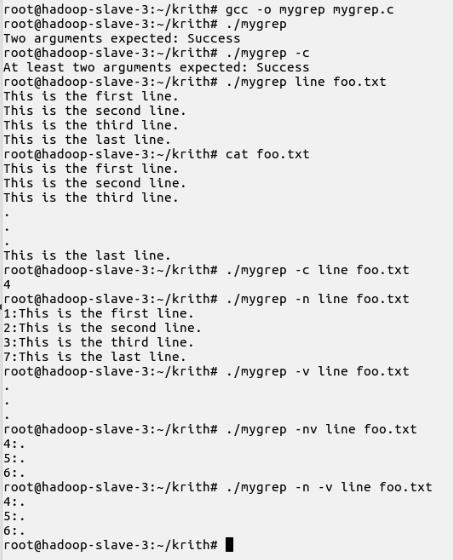 root@hadoop-slave-3:~/krith# gcc -o mygrep mygrep.c
root@hadoop-slave-3:~/krith# ./mygrep
Two arguments expected: Success
root@hadoop-slave-3:~/krith# ./mygrep -c
At least two arguments expected: Success
root@hadoop-slave-3:~/krith# ./mygrep line foo.txt
This is the first line.
This is the second line.
This is the third line.
This is the last line.
root@hadoop-slave-3:~/krith# cat foo.txt
This is the first line.
This is the second line.
This is the third line.
.
.
.
This is the last line.
root@hadoop-slave-3:~/krith# ./mygrep -c line foo.txt
4
root@hadoop-slave-3:~/krith# ./mygrep -n line foo.txt
1:This is the first line.
2:This is the second line.
3:This is the third line.
7:This is the last line.
root@hadoop-slave-3:~/krith# ./mygrep -v line foo.txt
.
.
.
root@hadoop-slave-3:~/krith# ./mygrep -nv line foo.txt
4:.
5:.
6:.
root@hadoop-slave-3:~/krith# ./mygrep -n -v line foo.txt
4:.
5:.
6:.
root@hadoop-slave-3:~/krith#